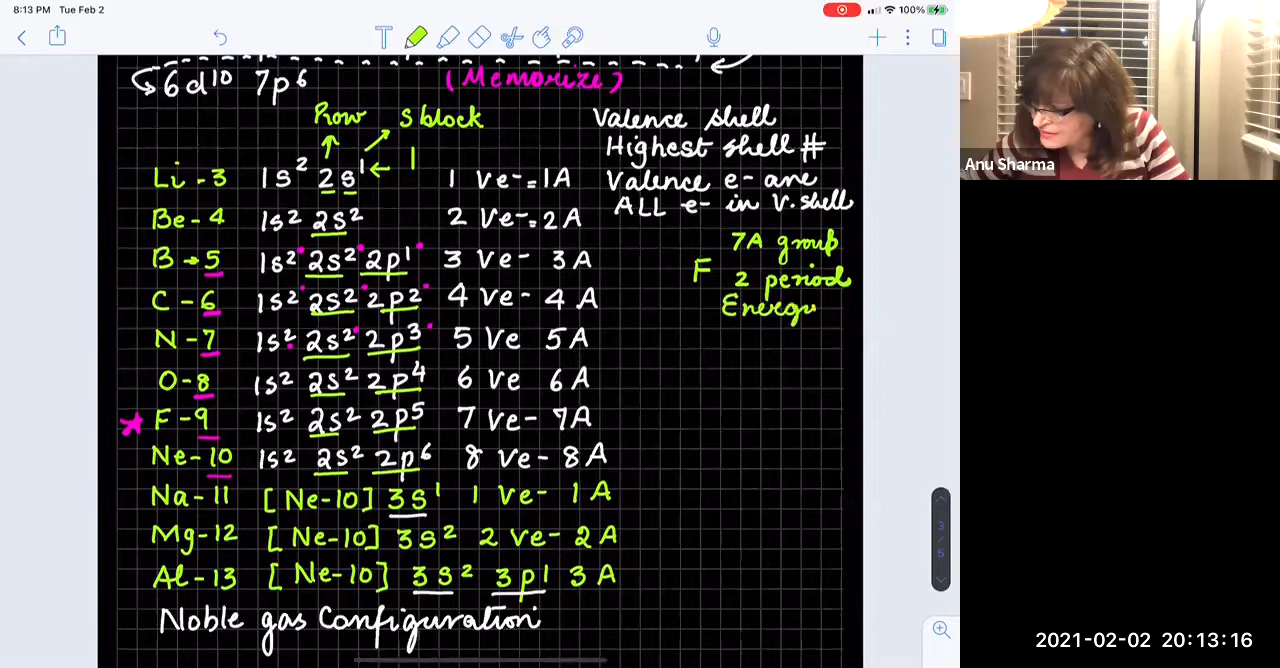 8:13 PM Tue Feb 2
100%
6d10 7p6 (Memorize)
Row S block
1
Li - 3 1s² 2s¹ 1 Ve- = 1A
Be - 4 1s² 2s² 2 Ve- = 2A
B → 5 1s² 2s² 2p¹ 3 Ve- 3A
C - 6 1s² 2s² 2p² 4 Ve- 4 A
N - 7 1s² 2s² 2p³ 5 Ve 5A
O - 8 1s² 2s² 2p⁴ 6 Ve 6A
F - 9 1s² 2s² 2p⁵ 7 Ve- 7A
Ne - 10 1s² 2s² 2p⁶ 8 Ve- 8A
Na - 11 [Ne-10] 3s¹ 1 Ve- 1A
Mg - 12 [Ne-10] 3s² 2 Ve- 2A
Al - 13 [Ne-10] 3s² 3p1 3A
Noble gas Configuration
Valence shell
Highest shell #
Valence e- are
ALL e- in V.shell
7A group
F 2 period
Energy
3
5
Anu Sharma
2021-02-02 20:13:16